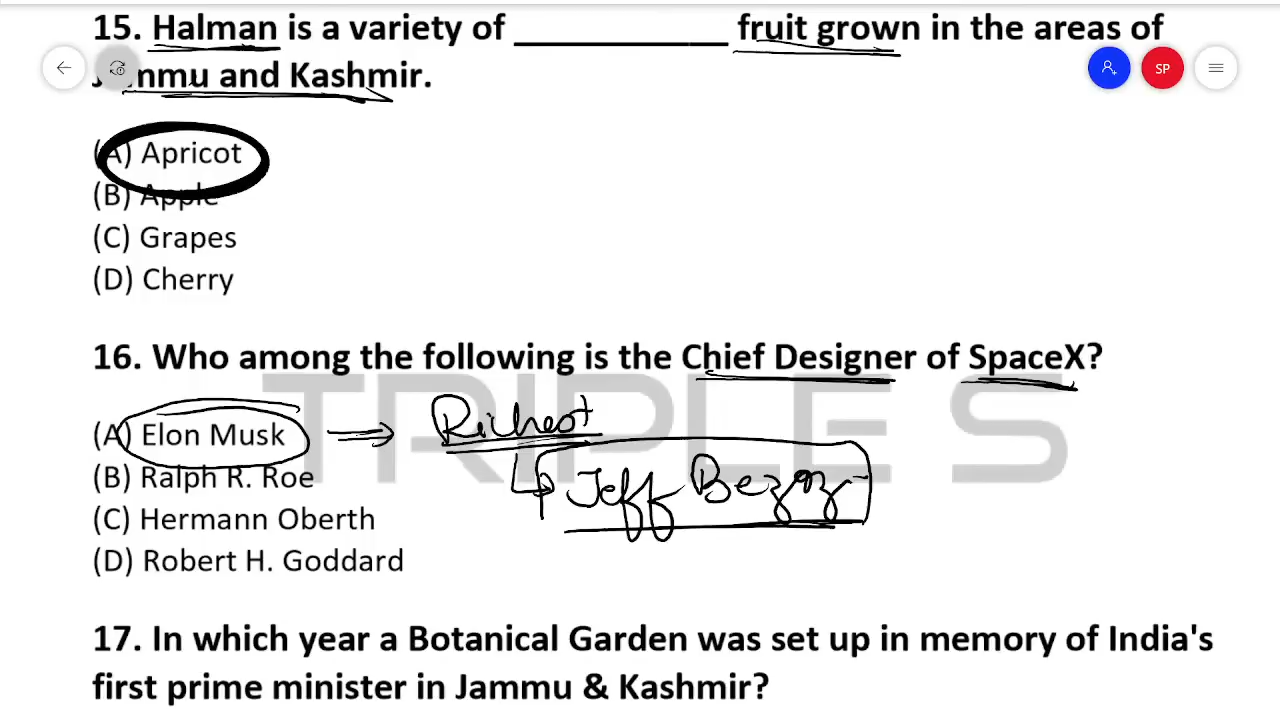 15. Halman is a variety of ____________ fruit grown in the areas of
Jammu and Kashmir.
SP
(A) Apricot
(B) Apple
(C) Grapes
(D) Cherry
16. Who among the following is the Chief Designer of SpaceX?
TRIPLE S
(A) Elon Musk
Richest
(B) Ralph R. Roe
Jeff Bezoz
(C) Hermann Oberth
(D) Robert H. Goddard
17. In which year a Botanical Garden was set up in memory of India's
first prime minister in Jammu & Kashmir?